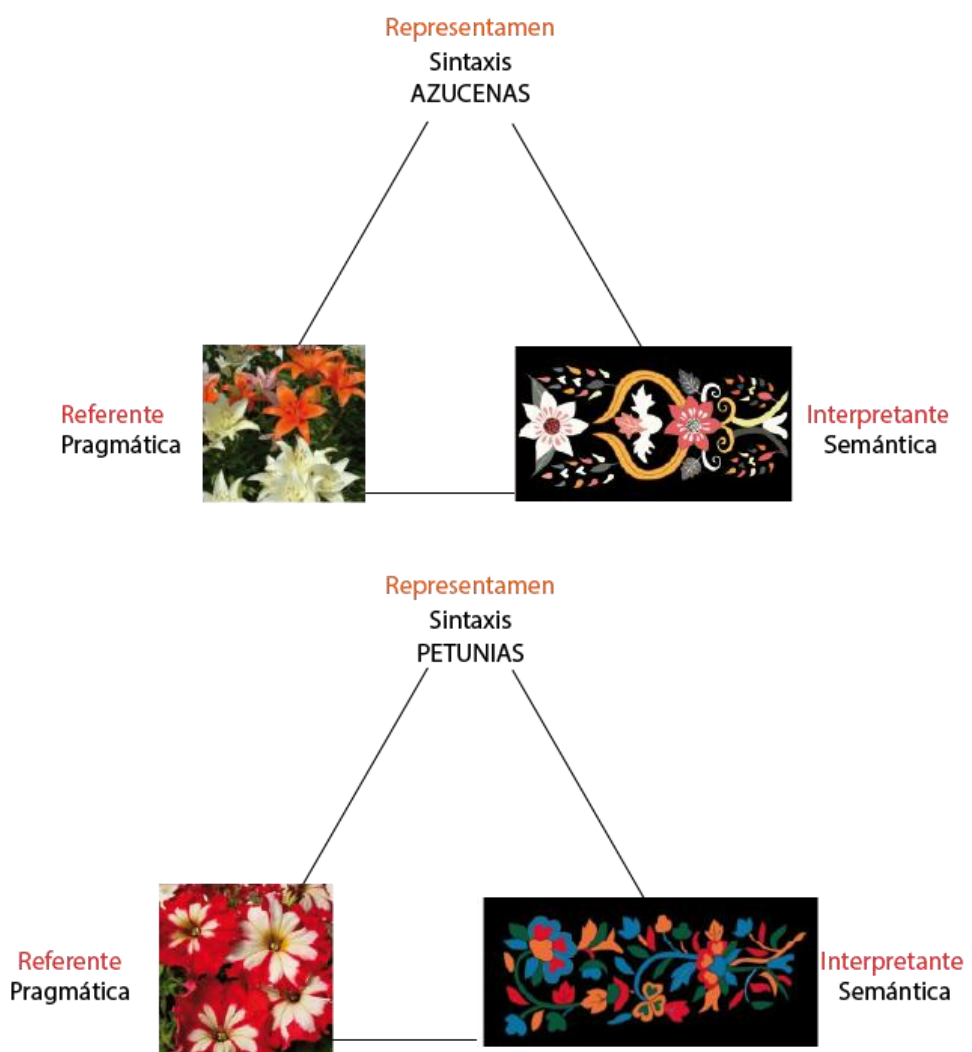 Representamen
Sintaxis
AZUCENAS
Referente
Pragmática
Interpretante
Semántica
Representamen
Sintaxis
PETUNIAS
Referente
Pragmática
Interpretante
Semántica